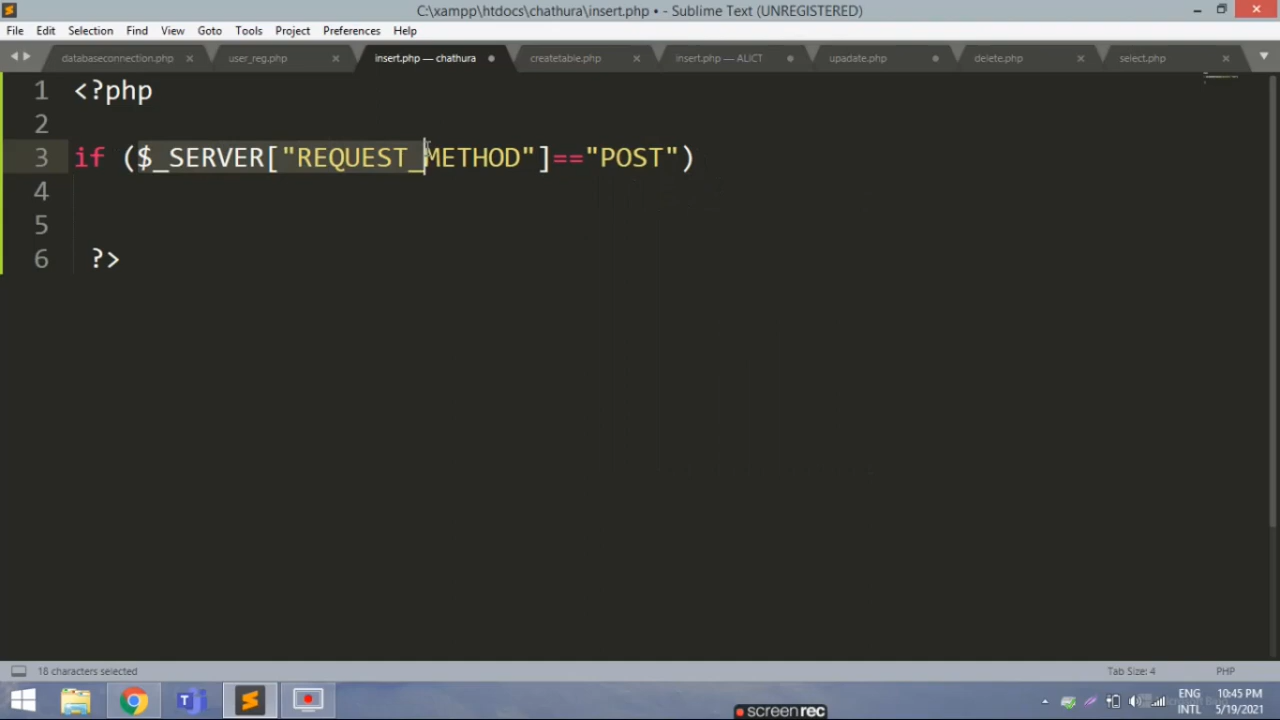 C:\xampp\htdocs\chathura\insert.php • - Sublime Text (UNREGISTERED)
File Edit Selection Find View Goto Tools Project Preferences Help
databaseconnection.php × user_reg.php × insert.php — chathura • createtable.php × insert.php — ALICT • upadate.php • delete.php × select.php ×
1 <?php
2
3 if ($_SERVER["REQUEST_METHOD"]=="POST")
4
5
6 ?>
18 characters selected Tab Size: 4 PHP
ENG 10:45 PM
INTL 5/19/2021
screenrec